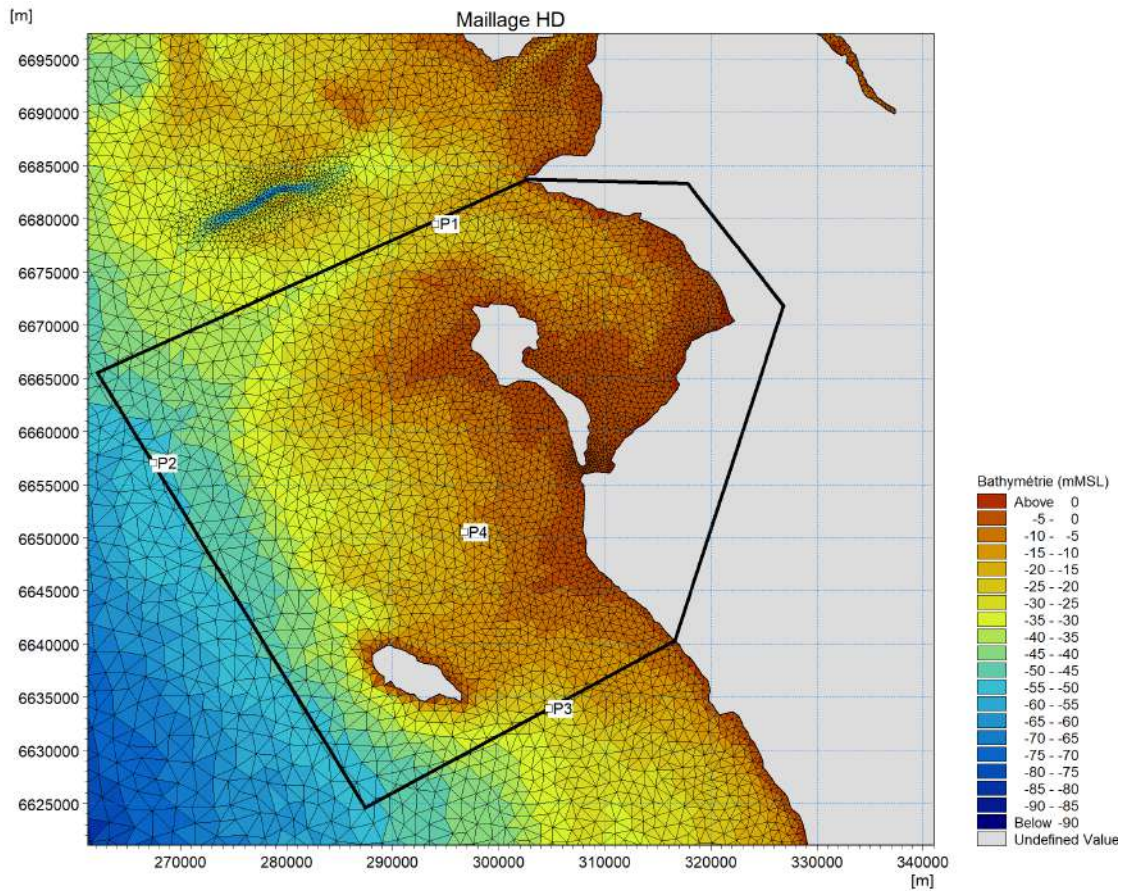 Maillage HD
[m]
6695000
6690000
6685000
6680000
6675000
6670000
6665000
6660000
6655000
6650000
6645000
6640000
6635000
6630000
6625000
P1
P2
P4
P3
270000 280000 290000 300000 310000 320000 330000 340000
[m]
Bathymétrie (mMSL)
Above 0
-5 - 0
-10 - -5
-15 - -10
-20 - -15
-25 - -20
-30 - -25
-35 - -30
-40 - -35
-45 - -40
-50 - -45
-55 - -50
-60 - -55
-65 - -60
-70 - -65
-75 - -70
-80 - -75
-85 - -80
-90 - -85
Below -90
Undefined Value